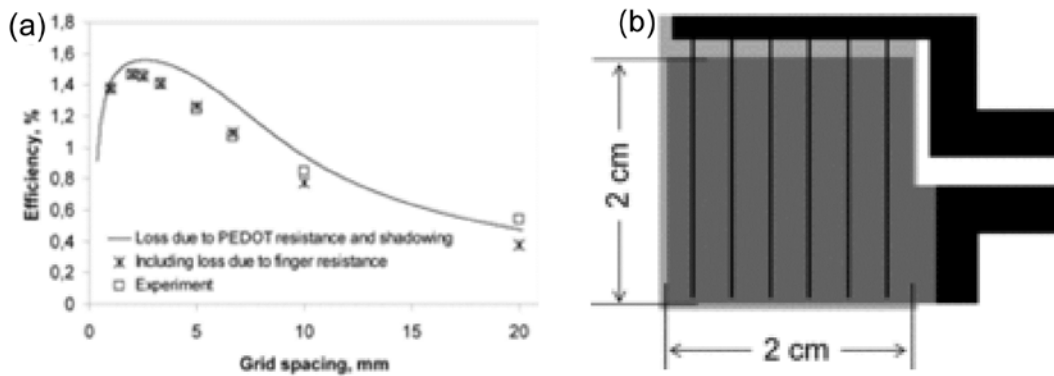 (a)
1,8
1,6
1,4
1,2
1
0,8
0,6
0,4
0,2
0
Efficiency, %
Loss due to PEDOT resistance and shadowing
Including loss due to finger resistance
Experiment
0 5 10 15 20
Grid spacing, mm
(b)
2 cm
2 cm